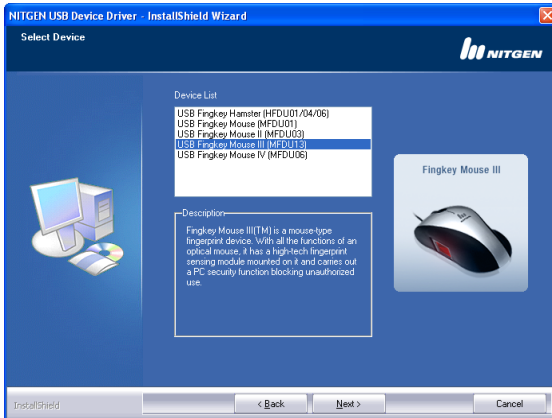 NITGEN USB Device Driver - InstallShield Wizard
Select Device
NITGEN
Device List
USB Fingkey Hamster (HFDU01/04/06)
USB Fingkey Mouse (MFDU01)
USB Fingkey Mouse II (MFDU03)
USB Fingkey Mouse III (MFDU13)
USB Fingkey Mouse IV (MFDU06)
Fingkey Mouse III
Description
Fingkey Mouse III(TM) is a mouse-type
fingerprint device. With all the functions of an
optical mouse, it has a high-tech fingerprint
sensing module mounted on it and carries out
a PC security function blocking unauthorized
use.
InstallShield
< Back
Next >
Cancel